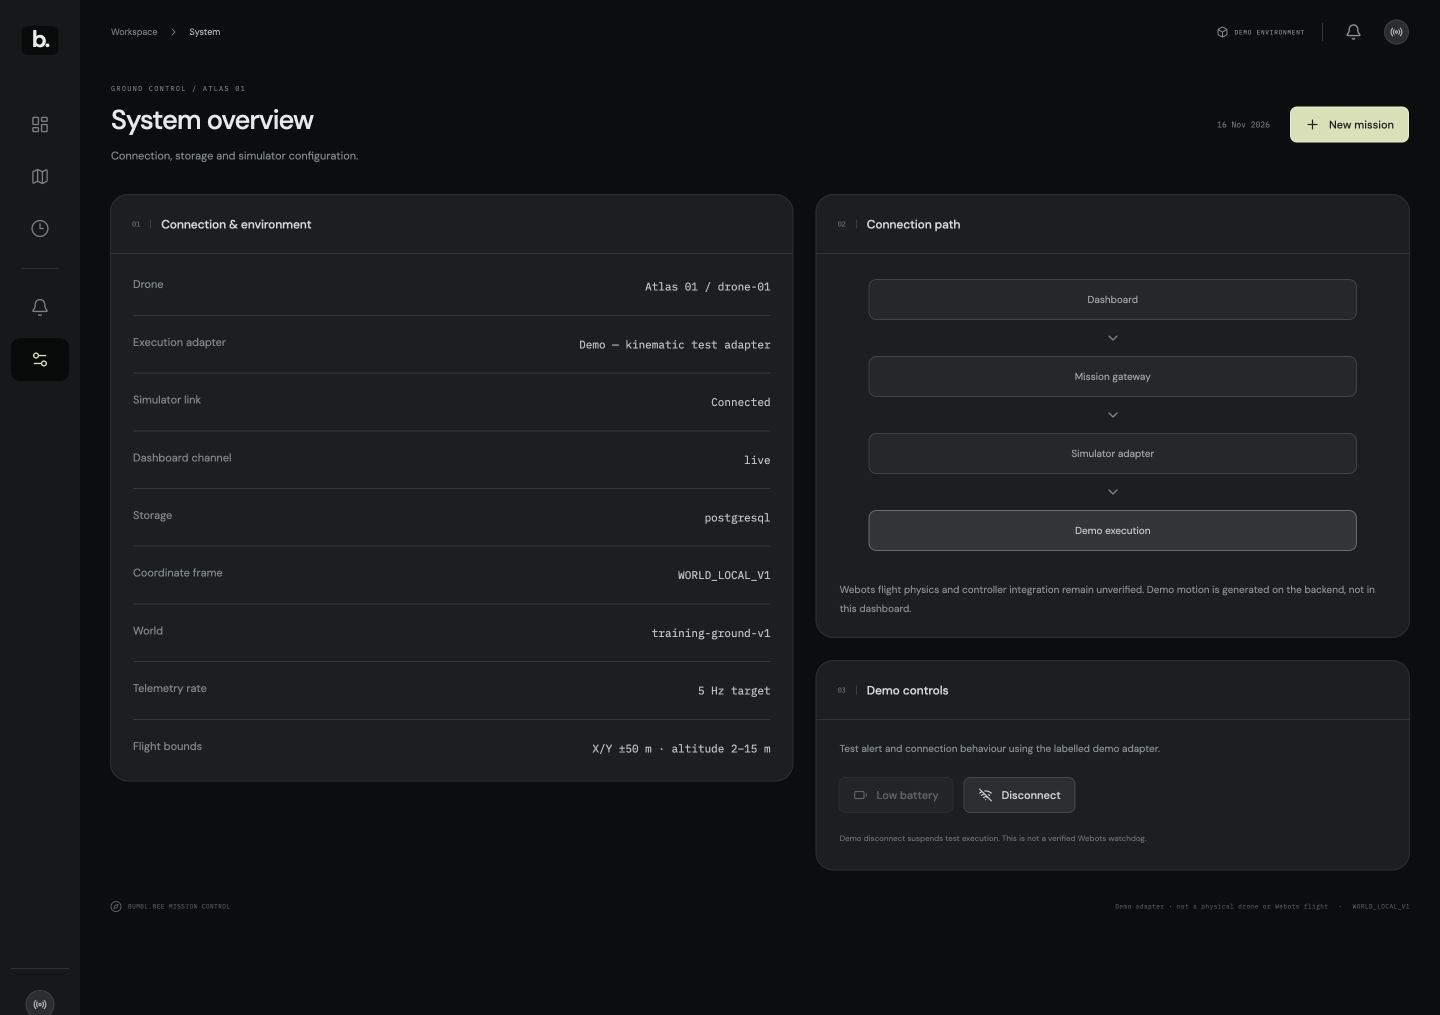 b.
Workspace > System
DEMO ENVIRONMENT
GROUND CONTROL / ATLAS 01
System overview
Connection, storage and simulator configuration.
16 Nov 2026
New mission
01 | Connection & environment
Drone Atlas 01 / drone-01
Execution adapter Demo — kinematic test adapter
Simulator link Connected
Dashboard channel live
Storage postgresql
Coordinate frame WORLD_LOCAL_V1
World training-ground-v1
Telemetry rate 5 Hz target
Flight bounds X/Y ±50 m · altitude 2–15 m
02 | Connection path
Dashboard
Mission gateway
Simulator adapter
Demo execution
Webots flight physics and controller integration remain unverified. Demo motion is generated on the backend, not in
this dashboard.
03 | Demo controls
Test alert and connection behaviour using the labelled demo adapter.
Low battery
Disconnect
Demo disconnect suspends test execution. This is not a verified Webots watchdog.
BUMBL.BEE MISSION CONTROL
Demo adapter · not a physical drone or Webots flight · WORLD_LOCAL_V1